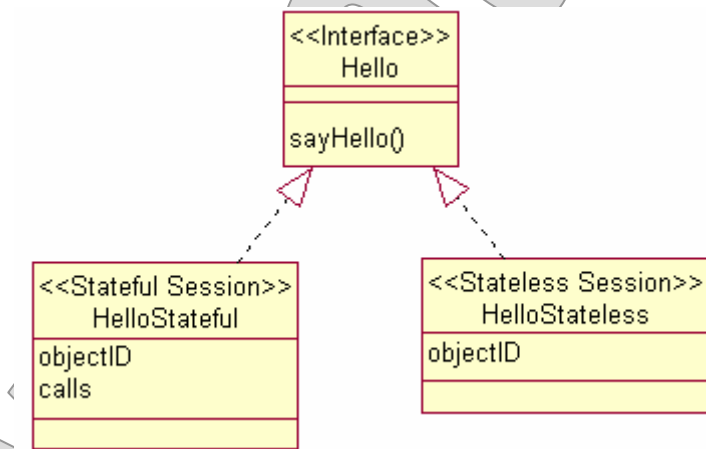 <<Interface>>
Hello
sayHello()
<<Stateful Session>>
HelloStateful
objectID
calls
<<Stateless Session>>
HelloStateless
objectID